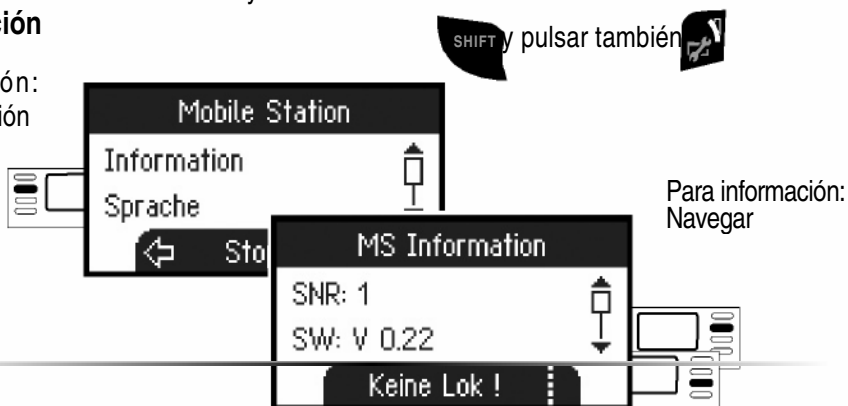 ción
SHIFT y pulsar también
ón:
ión
Mobile Station
Information
Sprache
Sto
MS Information
SNR: 1
SW: V 0.22
Keine Lok !
Para información:
Navegar